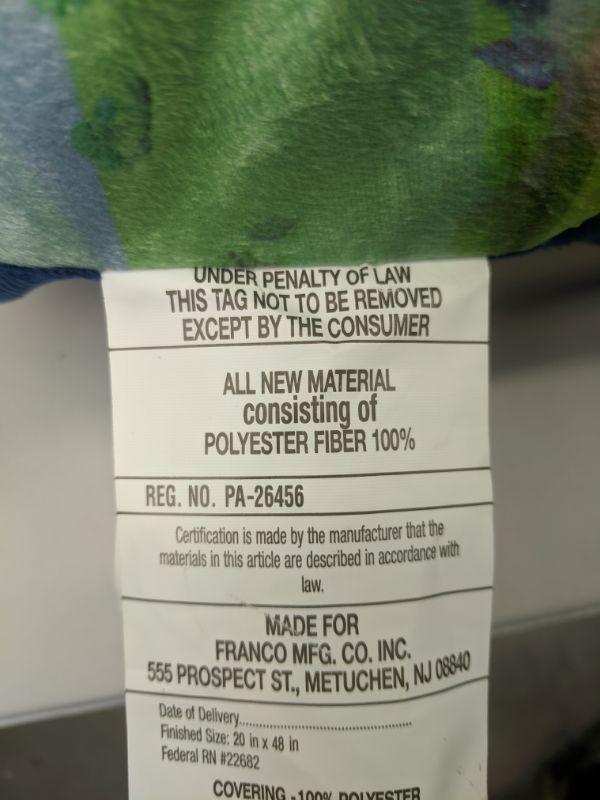 UNDER PENALTY OF LAW
THIS TAG NOT TO BE REMOVED
EXCEPT BY THE CONSUMER
ALL NEW MATERIAL
consisting of
POLYESTER FIBER 100%
REG. NO. PA-26456
Certification is made by the manufacturer that the
materials in this article are described in accordance with
law.
MADE FOR
FRANCO MFG. CO. INC.
555 PROSPECT ST., METUCHEN, NJ 08840
Date of Delivery..............................................
Finished Size: 20 in x 48 in
Federal RN #22682
COVERING - 100% POLYESTER